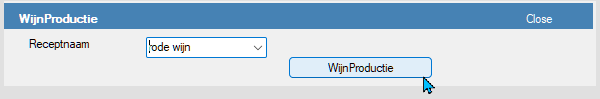 WijnProductie Close
Receptnaam rode wijn
WijnProductie